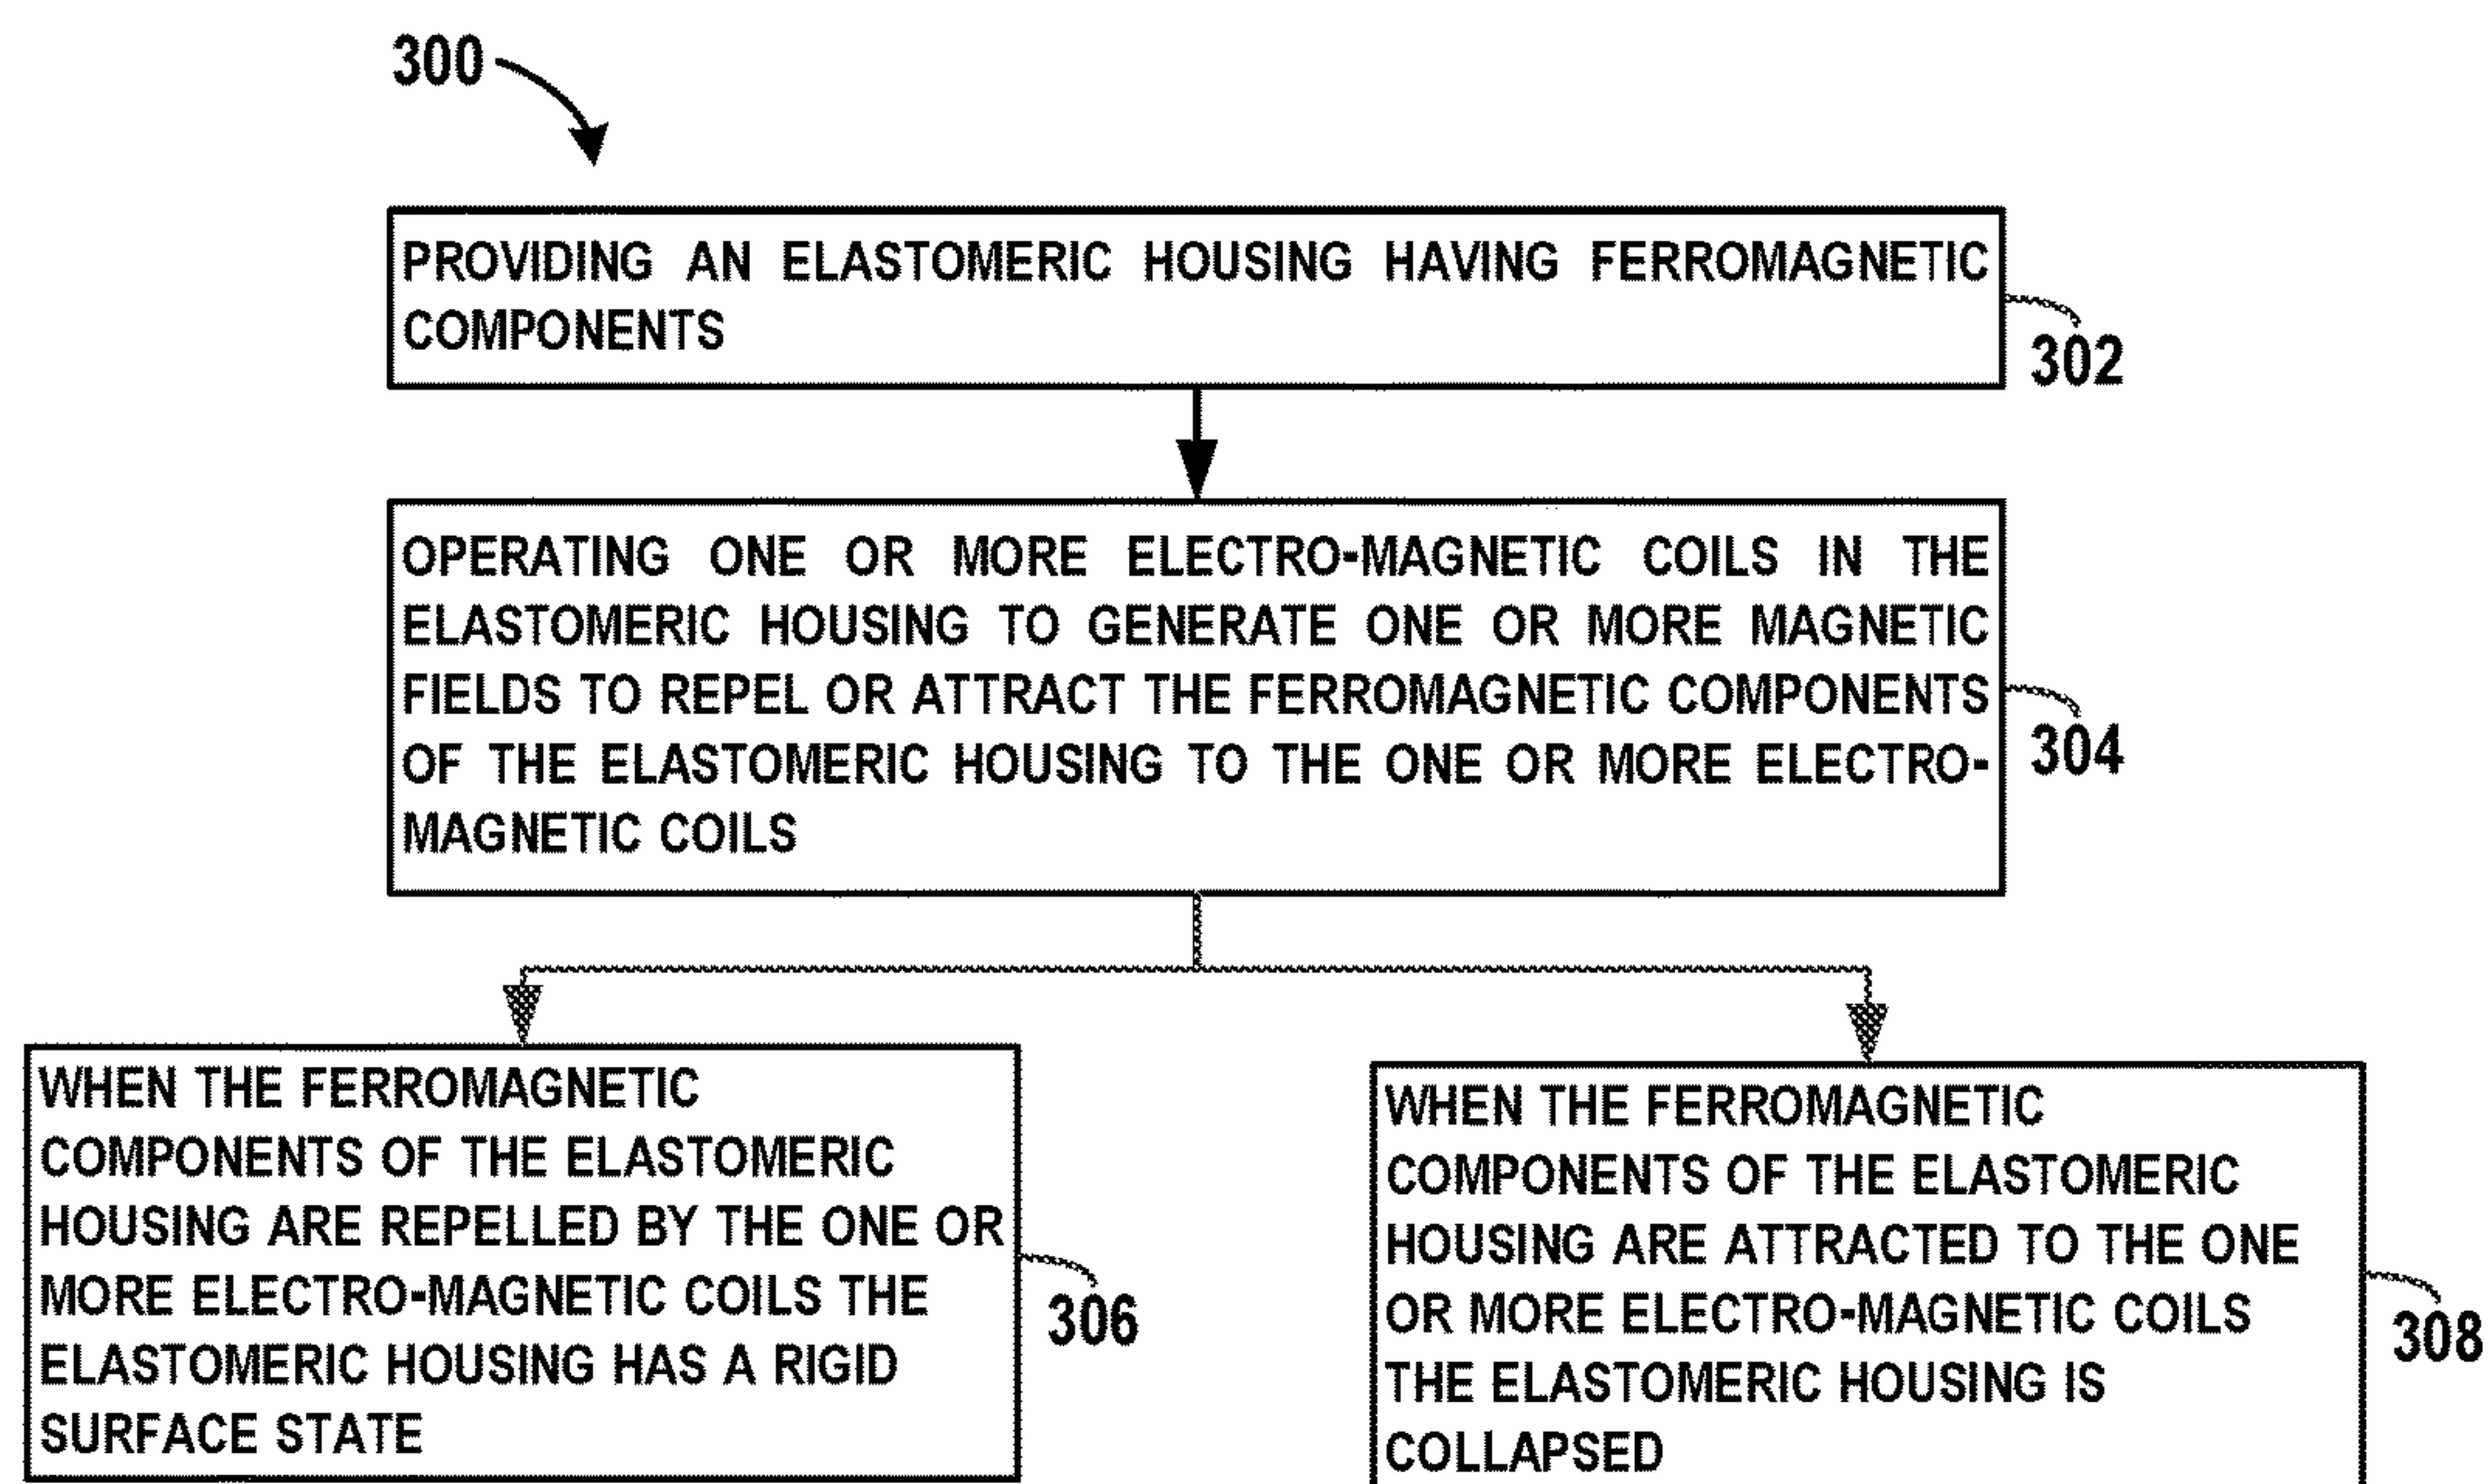 300
PROVIDING AN ELASTOMERIC HOUSING HAVING FERROMAGNETIC
COMPONENTS
302
OPERATING ONE OR MORE ELECTRO-MAGNETIC COILS IN THE
ELASTOMERIC HOUSING TO GENERATE ONE OR MORE MAGNETIC
FIELDS TO REPEL OR ATTRACT THE FERROMAGNETIC COMPONENTS
OF THE ELASTOMERIC HOUSING TO THE ONE OR MORE ELECTRO-
MAGNETIC COILS
304
WHEN THE FERROMAGNETIC
COMPONENTS OF THE ELASTOMERIC
HOUSING ARE REPELLED BY THE ONE OR
MORE ELECTRO-MAGNETIC COILS THE
ELASTOMERIC HOUSING HAS A RIGID
SURFACE STATE
306
WHEN THE FERROMAGNETIC
COMPONENTS OF THE ELASTOMERIC
HOUSING ARE ATTRACTED TO THE ONE
OR MORE ELECTRO-MAGNETIC COILS
THE ELASTOMERIC HOUSING IS
COLLAPSED
308